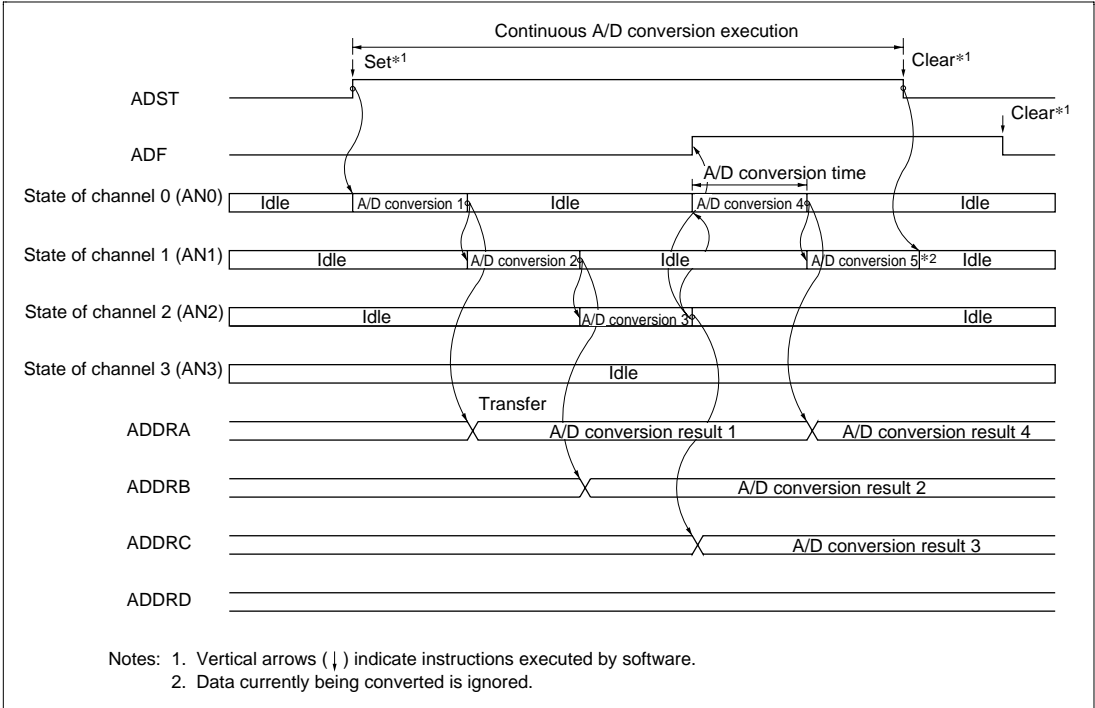 Continuous A/D conversion execution
Set*1 Clear*1
ADST
Clear*1
ADF
A/D conversion time
State of channel 0 (AN0) Idle A/D conversion 1 Idle A/D conversion 4 Idle
State of channel 1 (AN1) Idle A/D conversion 2 Idle A/D conversion 5 *2 Idle
State of channel 2 (AN2) Idle A/D conversion 3 Idle
State of channel 3 (AN3) Idle
Transfer
ADDRA A/D conversion result 1 A/D conversion result 4
ADDRB A/D conversion result 2
ADDRC A/D conversion result 3
ADDRD
Notes: 1. Vertical arrows (↓) indicate instructions executed by software.
2. Data currently being converted is ignored.